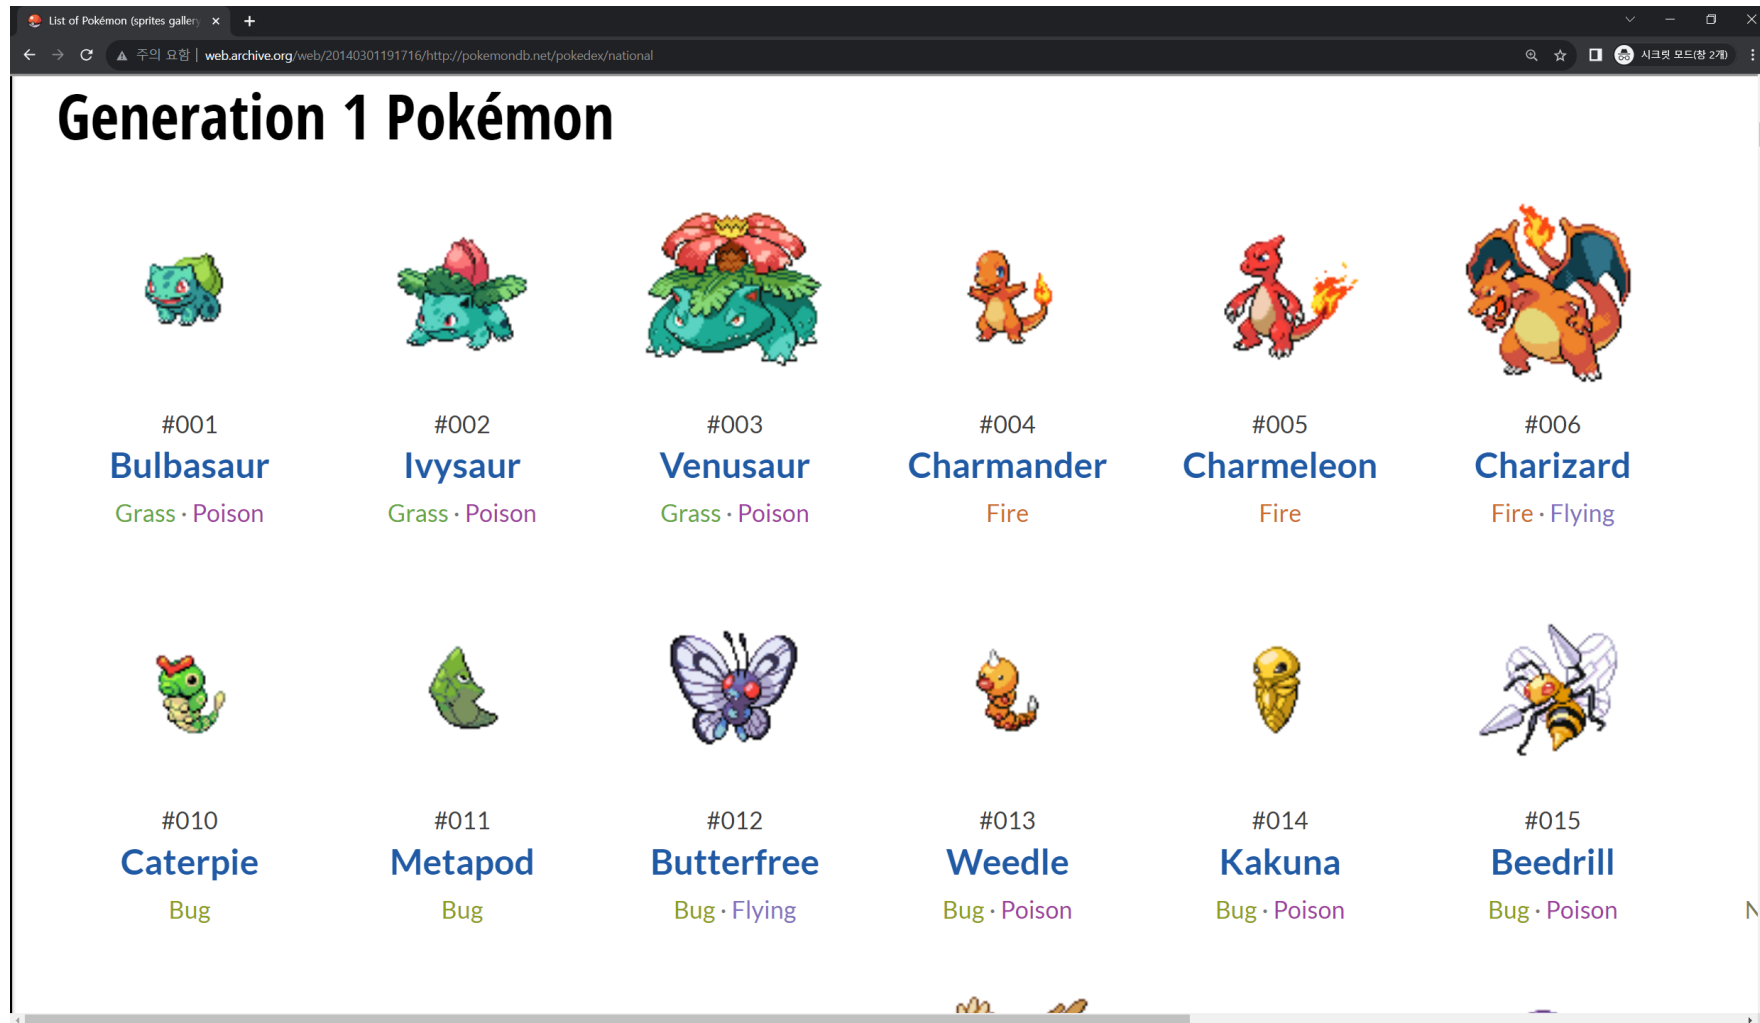 List of Pokémon (sprites gallery
주의 요함 | web.archive.org/web/20140301191716/http://pokemondb.net/pokedex/national
시크릿 모드(창 2개)
Generation 1 Pokémon
#001 #002 #003 #004 #005 #006
Bulbasaur Ivysaur Venusaur Charmander Charmeleon Charizard
Grass · Poison Grass · Poison Grass · Poison Fire Fire Fire · Flying
#010 #011 #012 #013 #014 #015
Caterpie Metapod Butterfree Weedle Kakuna Beedrill
Bug Bug Bug · Flying Bug · Poison Bug · Poison Bug · Poison